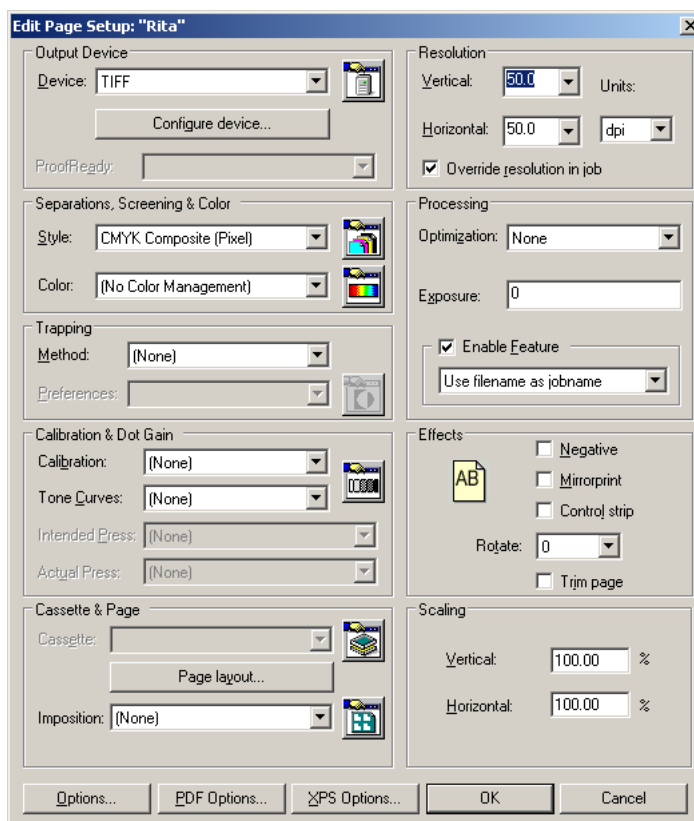 Edit Page Setup: "Rita"
Output Device
Device: TIFF
Configure device...
ProofReady:
Separations, Screening & Color
Style: CMYK Composite (Pixel)
Color: (No Color Management)
Trapping
Method: (None)
Preferences:
Calibration & Dot Gain
Calibration: (None)
Tone Curves: (None)
Intended Press: (None)
Actual Press: (None)
Cassette & Page
Cassette:
Page layout...
Imposition: (None)
Resolution
Vertical: 50.0 Units:
Horizontal: 50.0 dpi
Override resolution in job
Processing
Optimization: None
Exposure: 0
Enable Feature
Use filename as jobname
Effects
AB
Negative
Mirrorprint
Control strip
Rotate: 0
Trim page
Scaling
Vertical: 100.00 %
Horizontal: 100.00 %
Options... PDF Options... XPS Options... OK Cancel